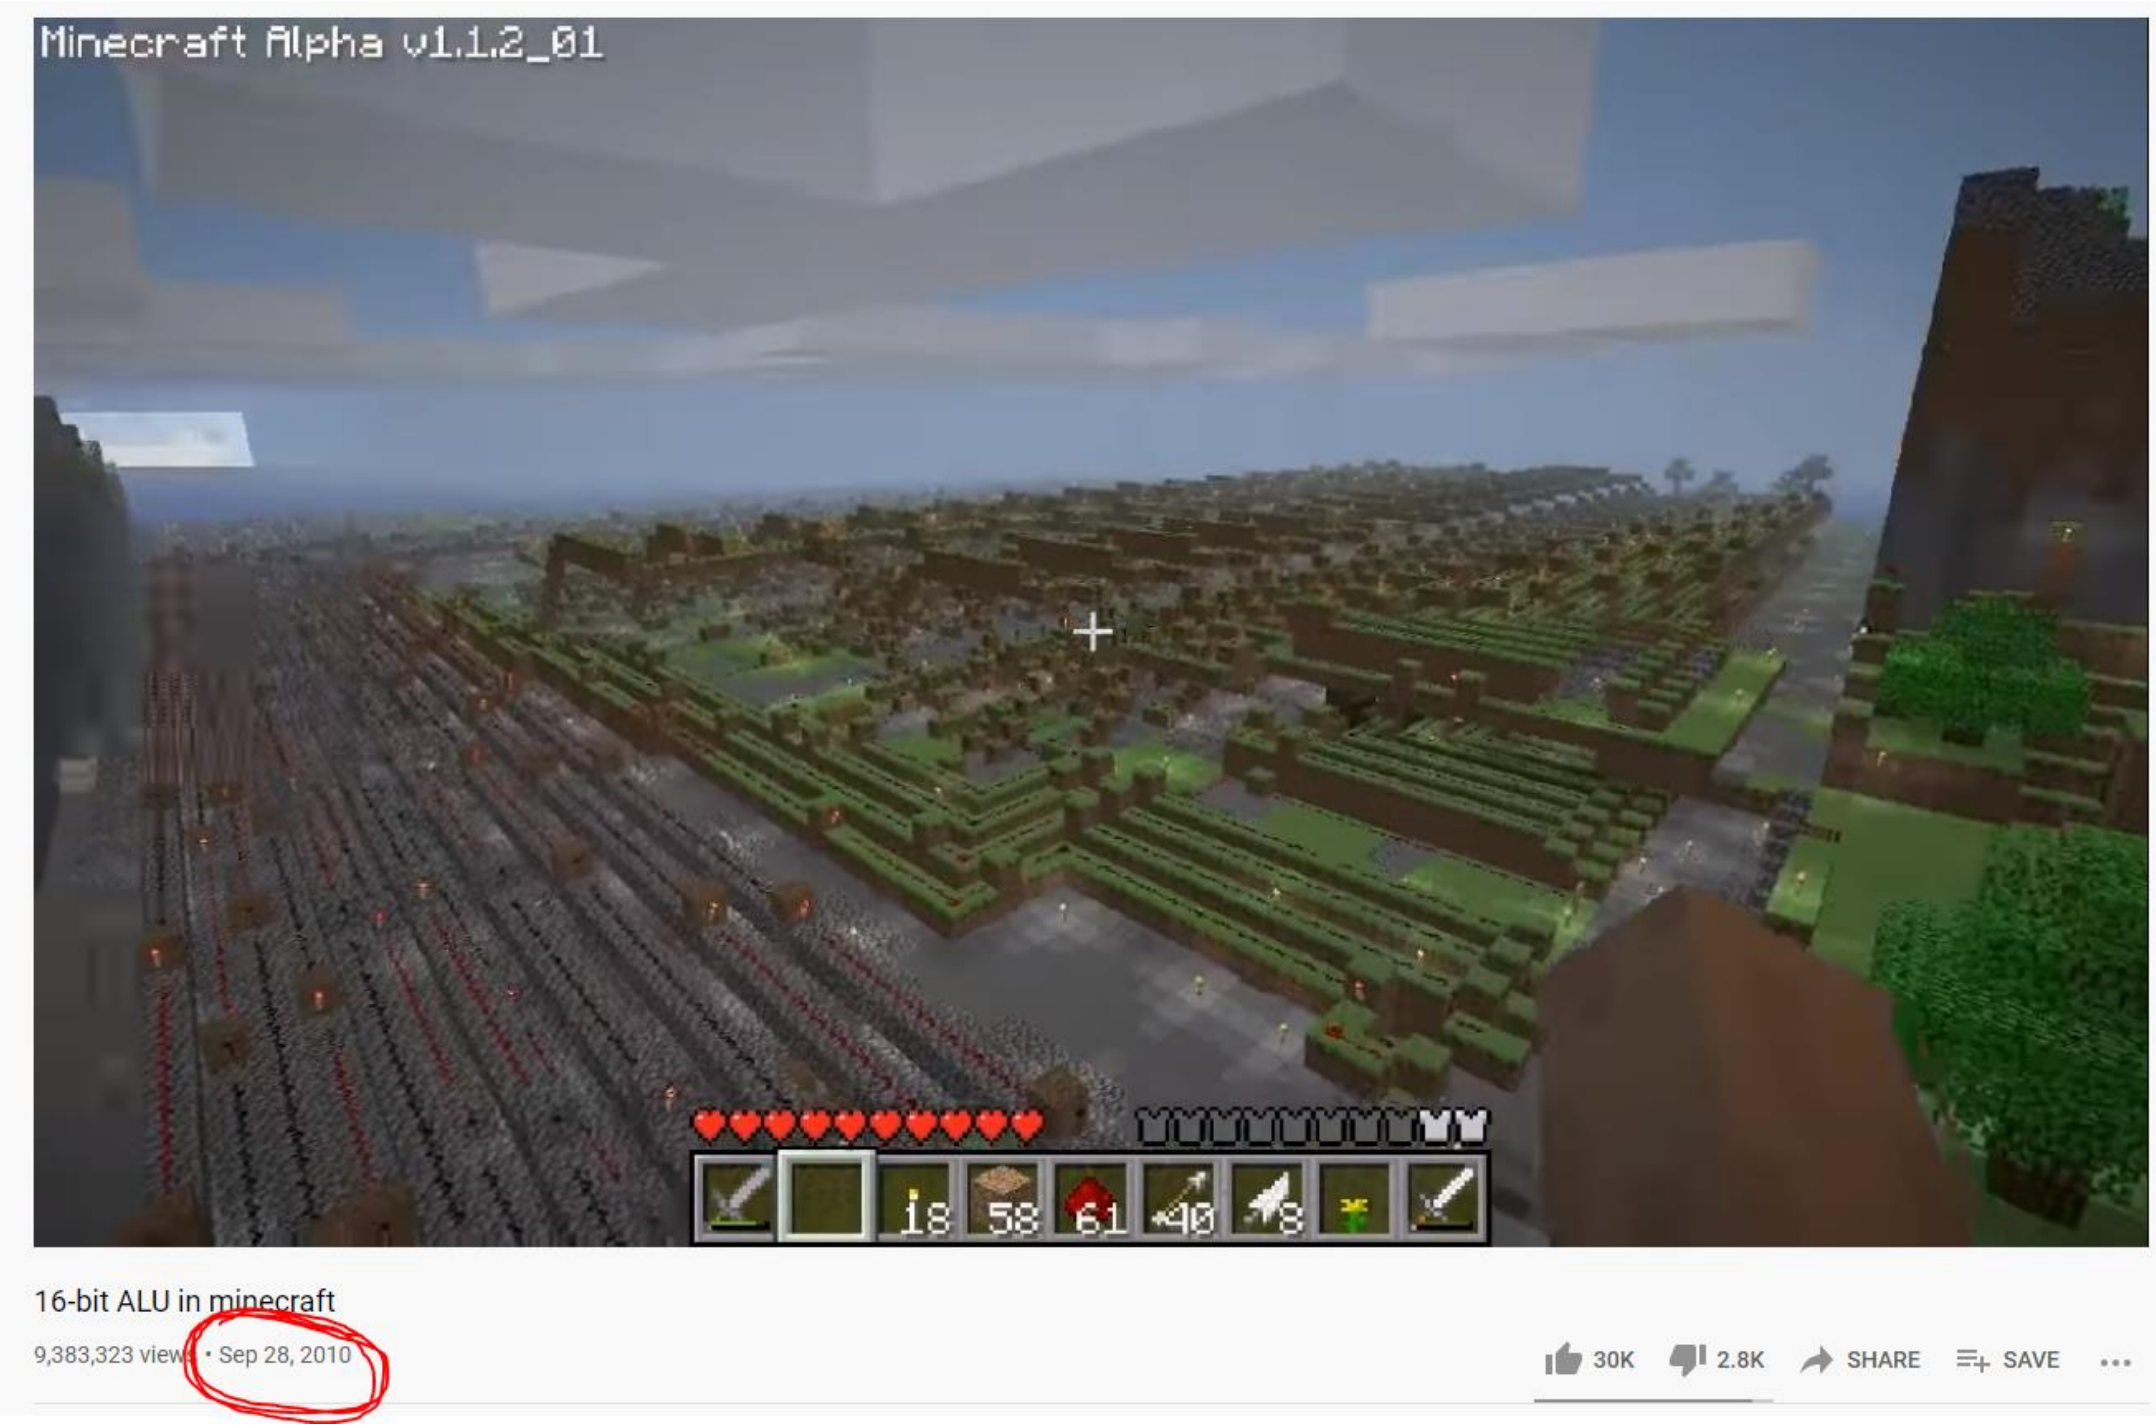 Minecraft Alpha v1.1.2_01
18 58 61 40 8
16-bit ALU in minecraft
9,383,323 views • Sep 28, 2010
30K 2.8K SHARE SAVE